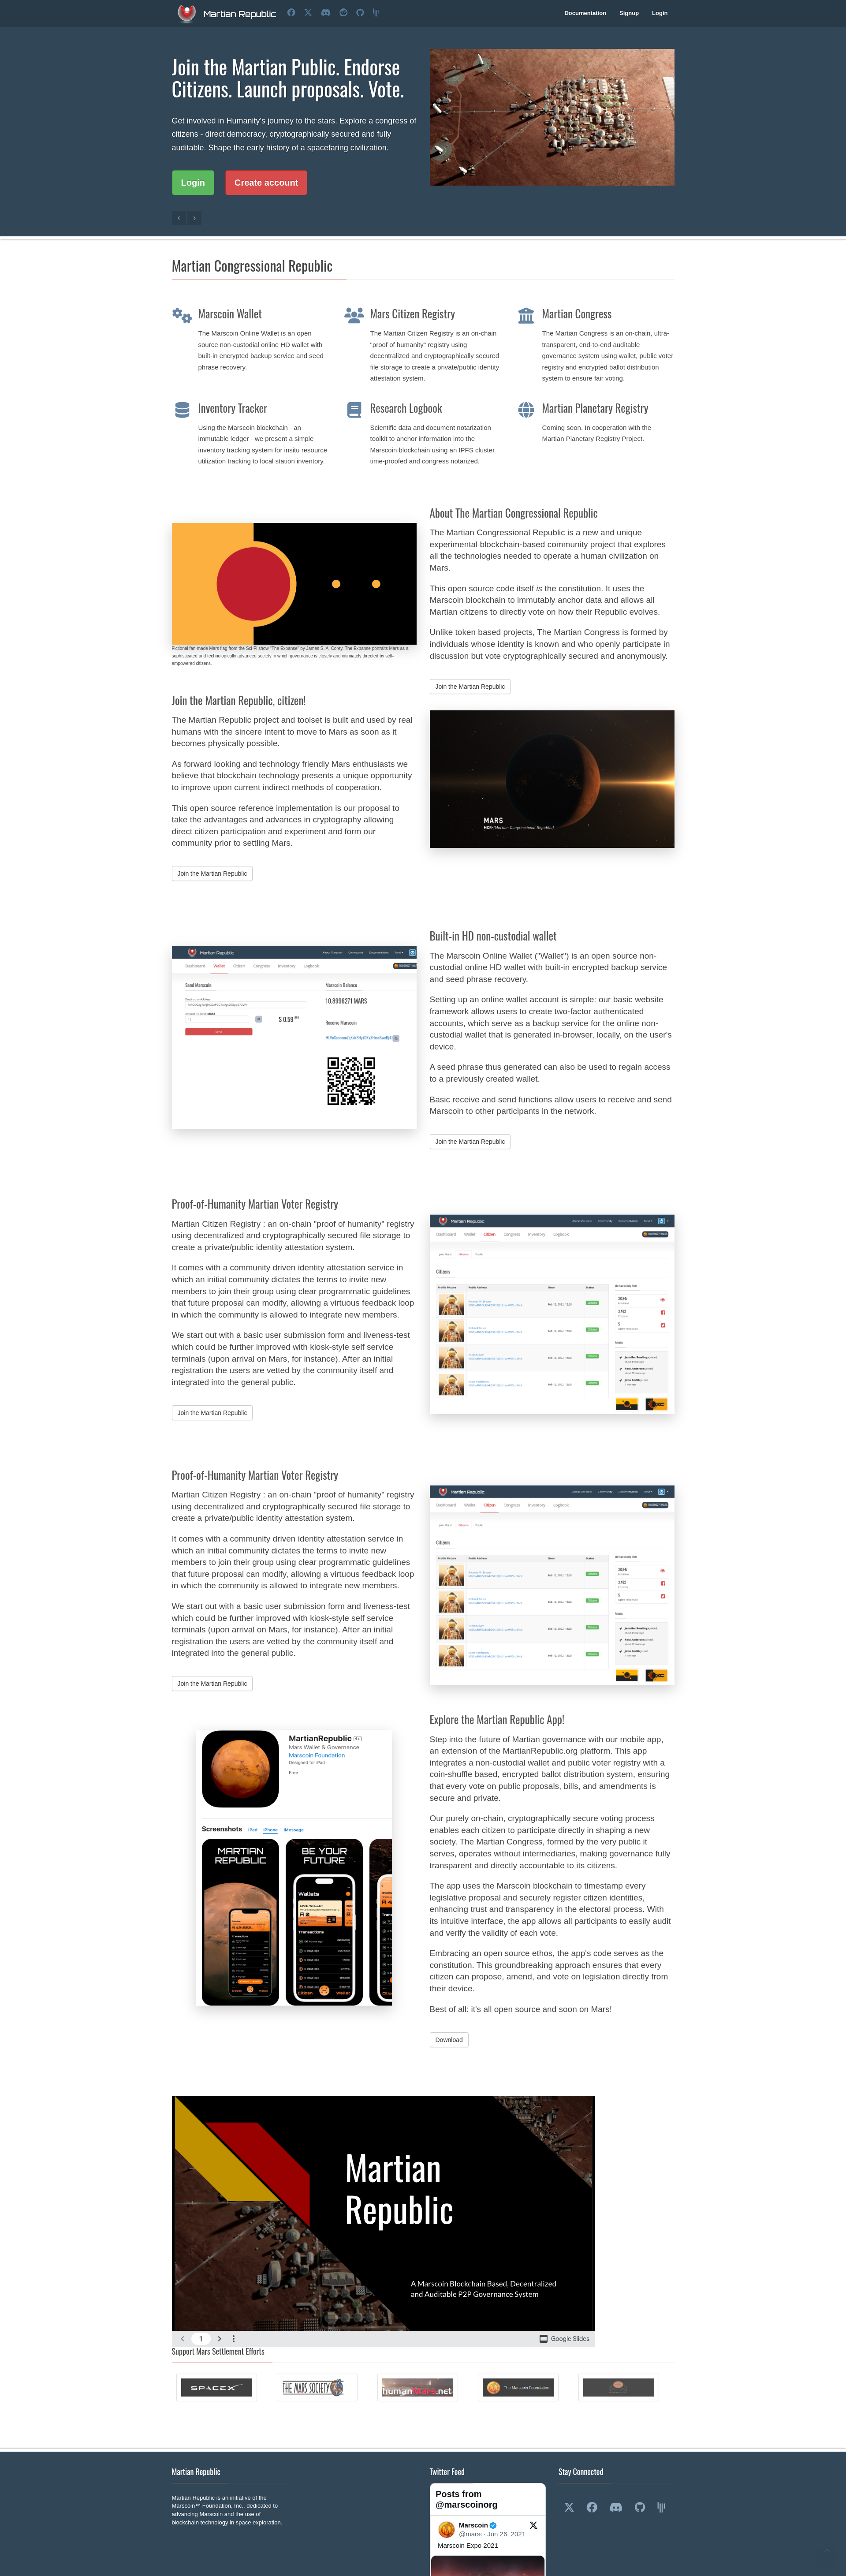 Martian Republic
Documentation Signup Login
Join the Martian Public. Endorse
Citizens. Launch proposals. Vote.
Get involved in Humanity's journey to the stars. Explore a congress of
citizens - direct democracy, cryptographically secured and fully
auditable. Shape the early history of a spacefaring civilization.
Login Create account
Martian Congressional Republic
Marscoin Wallet
The Marscoin Online Wallet is an open
source non-custodial online HD wallet with
built-in encrypted backup service and seed
phrase recovery.
Mars Citizen Registry
The Martian Citizen Registry is an on-chain
"proof of humanity" registry using
decentralized and cryptographically secured
file storage to create a private/public identity
attestation system.
Martian Congress
The Martian Congress is an on-chain, ultra-
transparent, end-to-end auditable
governance system using wallet, public voter
registry and encrypted ballot distribution
system to ensure fair voting.
Inventory Tracker
Using the Marscoin blockchain - an
immutable ledger - we present a simple
inventory tracking system for insitu resource
utilization tracking to local station inventory.
Research Logbook
Scientific data and document notarization
toolkit to anchor information into the
Marscoin blockchain using an IPFS cluster
time-proofed and congress notarized.
Martian Planetary Registry
Coming soon. In cooperation with the
Martian Planetary Registry Project.
Fictional fan-made Mars flag from the Sci-Fi show "The Expanse" by James S. A. Corey. The Expanse portraits Mars as a
sophisticated and technologically advanced society in which governance is closely and intimately directed by self-
empowered citizens.
About The Martian Congressional Republic
The Martian Congressional Republic is a new and unique
experimental blockchain-based community project that explores
all the technologies needed to operate a human civilization on
Mars.
This open source code itself is the constitution. It uses the
Marscoin blockchain to immutably anchor data and allows all
Martian citizens to directly vote on how their Republic evolves.
Unlike token based projects, The Martian Congress is formed by
individuals whose identity is known and who openly participate in
discussion but vote cryptographically secured and anonymously.
Join the Martian Republic
Join the Martian Republic, citizen!
The Martian Republic project and toolset is built and used by real
humans with the sincere intent to move to Mars as soon as it
becomes physically possible.
As forward looking and technology friendly Mars enthusiasts we
believe that blockchain technology presents a unique opportunity
to improve upon current indirect methods of cooperation.
This open source reference implementation is our proposal to
take the advantages and advances in cryptography allowing
direct citizen participation and experiment and form our
community prior to settling Mars.
Join the Martian Republic
MARS
MCR-(Martian Congressional Republic)
Martian Republic
Dashboard Wallet Citizen Congress Inventory Logbook
Send Marscoin
Marscoin Balance
10.8996271 MARS
$ 0.59
Receive Marscoin
Built-in HD non-custodial wallet
The Marscoin Online Wallet ("Wallet") is an open source non-
custodial online HD wallet with built-in encrypted backup service
and seed phrase recovery.
Setting up an online wallet account is simple: our basic website
framework allows users to create two-factor authenticated
accounts, which serve as a backup service for the online non-
custodial wallet that is generated in-browser, locally, on the user's
device.
A seed phrase thus generated can also be used to regain access
to a previously created wallet.
Basic receive and send functions allow users to receive and send
Marscoin to other participants in the network.
Join the Martian Republic
Proof-of-Humanity Martian Voter Registry
Martian Citizen Registry : an on-chain "proof of humanity" registry
using decentralized and cryptographically secured file storage to
create a private/public identity attestation system.
It comes with a community driven identity attestation service in
which an initial community dictates the terms to invite new
members to join their group using clear programmatic guidelines
that future proposal can modify, allowing a virtuous feedback loop
in which the community is allowed to integrate new members.
We start out with a basic user submission form and liveness-test
which could be further improved with kiosk-style self service
terminals (upon arrival on Mars, for instance). After an initial
registration the users are vetted by the community itself and
integrated into the general public.
Join the Martian Republic
Martian Republic
Dashboard Wallet Citizen Congress Inventory Logbook
Citizens
Proof-of-Humanity Martian Voter Registry
Martian Citizen Registry : an on-chain "proof of humanity" registry
using decentralized and cryptographically secured file storage to
create a private/public identity attestation system.
It comes with a community driven identity attestation service in
which an initial community dictates the terms to invite new
members to join their group using clear programmatic guidelines
that future proposal can modify, allowing a virtuous feedback loop
in which the community is allowed to integrate new members.
We start out with a basic user submission form and liveness-test
which could be further improved with kiosk-style self service
terminals (upon arrival on Mars, for instance). After an initial
registration the users are vetted by the community itself and
integrated into the general public.
Join the Martian Republic
Martian Republic
Dashboard Wallet Citizen Congress Inventory Logbook
Citizens
MartianRepublic
Mars Wallet & Governance
Marscoin Foundation
Designed for iPad
Free
Screenshots iPad iPhone iMessage
MARTIAN
REPUBLIC
BE YOUR
FUTURE
Wallets
Transactions
Citizen Wallet
Explore the Martian Republic App!
Step into the future of Martian governance with our mobile app,
an extension of the MartianRepublic.org platform. This app
integrates a non-custodial wallet and public voter registry with a
coin-shuffle based, encrypted ballot distribution system, ensuring
that every vote on public proposals, bills, and amendments is
secure and private.
Our purely on-chain, cryptographically secure voting process
enables each citizen to participate directly in shaping a new
society. The Martian Congress, formed by the very public it
serves, operates without intermediaries, making governance fully
transparent and directly accountable to its citizens.
The app uses the Marscoin blockchain to timestamp every
legislative proposal and securely register citizen identities,
enhancing trust and transparency in the electoral process. With
its intuitive interface, the app allows all participants to easily audit
and verify the validity of each vote.
Embracing an open source ethos, the app's code serves as the
constitution. This groundbreaking approach ensures that every
citizen can propose, amend, and vote on legislation directly from
their device.
Best of all: it's all open source and soon on Mars!
Download
Martian
Republic
A Marscoin Blockchain Based, Decentralized
and Auditable P2P Governance System
1
Google Slides
Support Mars Settlement Efforts
SPACEX
THE MARS SOCIETY
humanMars.net
The Marscoin Foundation
Martian Republic
Martian Republic is an initiative of the
Marscoin™ Foundation, Inc., dedicated to
advancing Marscoin and the use of
blockchain technology in space exploration.
Twitter Feed
Posts from
@marscoinorg
Marscoin
@mars · Jun 26, 2021
Marscoin Expo 2021
Stay Connected